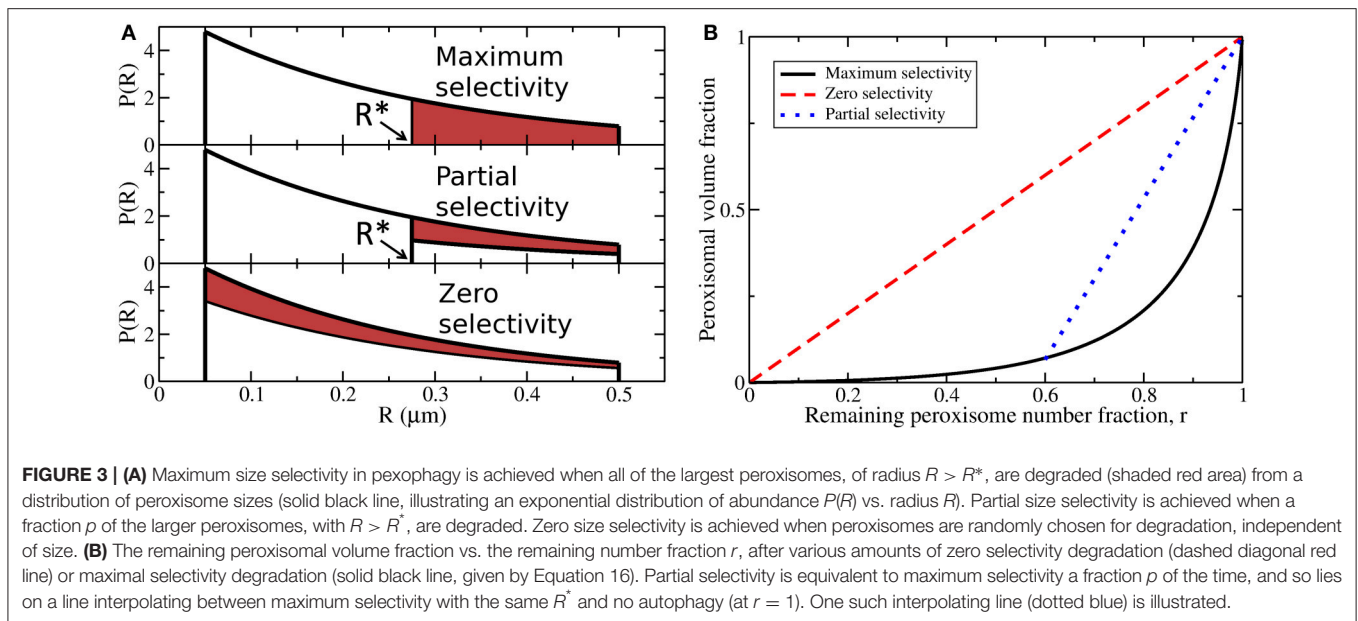 A
4
2
0
P(R)
Maximum
selectivity
R*
4
2
0
P(R)
Partial
selectivity
R*
4
2
0
P(R)
Zero
selectivity
0 0.1 0.2 0.3 0.4 0.5
R (μm)
B
1
0.5
0
Peroxisomal volume fraction
Maximum selectivity
Zero selectivity
Partial selectivity
0 0.2 0.4 0.6 0.8 1
Remaining peroxisome number fraction, r
FIGURE 3 | (A) Maximum size selectivity in pexophagy is achieved when all of the largest peroxisomes, of radius R > R*, are degraded (shaded red area) from a
distribution of peroxisome sizes (solid black line, illustrating an exponential distribution of abundance P(R) vs. radius R). Partial size selectivity is achieved when a
fraction p of the larger peroxisomes, with R > R*, are degraded. Zero size selectivity is achieved when peroxisomes are randomly chosen for degradation, independent
of size. (B) The remaining peroxisomal volume fraction vs. the remaining number fraction r, after various amounts of zero selectivity degradation (dashed diagonal red
line) or maximal selectivity degradation (solid black line, given by Equation 16). Partial selectivity is equivalent to maximum selectivity a fraction p of the time, and so lies
on a line interpolating between maximum selectivity with the same R* and no autophagy (at r = 1). One such interpolating line (dotted blue) is illustrated.